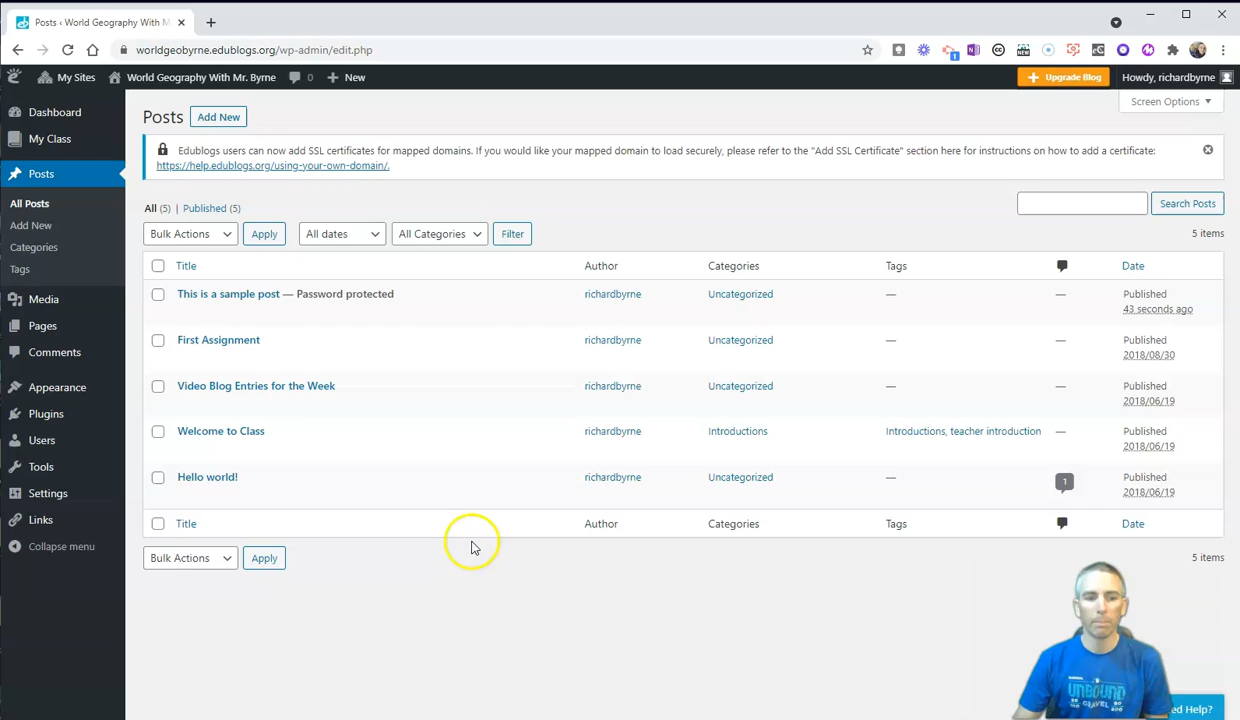 Posts ‹ World Geography With M
worldgeobyrne.edublogs.org/wp-admin/edit.php
1
NEW
My Sites
World Geography With Mr. Byrne
0
New
Upgrade Blog
Howdy, richardbyrne
Dashboard
My Class
Posts
All Posts
Add New
Categories
Tags
Media
Pages
Comments
Appearance
Plugins
Users
Tools
Settings
Links
Collapse menu
Screen Options
Posts
Add New
Edublogs users can now add SSL certificates for mapped domains. If you would like your mapped domain to load securely, please refer to the "Add SSL Certificate" section here for instructions on how to add a certificate:
https://help.edublogs.org/using-your-own-domain/.
All (5) | Published (5)
Search Posts
Bulk Actions
Apply
All dates
All Categories
Filter
5 items
Title Author Categories Tags Date
This is a sample post — Password protected richardbyrne Uncategorized — — Published
43 seconds ago
First Assignment richardbyrne Uncategorized — — Published
2018/08/30
Video Blog Entries for the Week richardbyrne Uncategorized — — Published
2018/06/19
Welcome to Class richardbyrne Introductions Introductions, teacher introduction — Published
2018/06/19
Hello world! richardbyrne Uncategorized — 1 Published
2018/06/19
Title Author Categories Tags Date
Bulk Actions
Apply
5 items
UNBOUND
GRAVEL
ed Help?